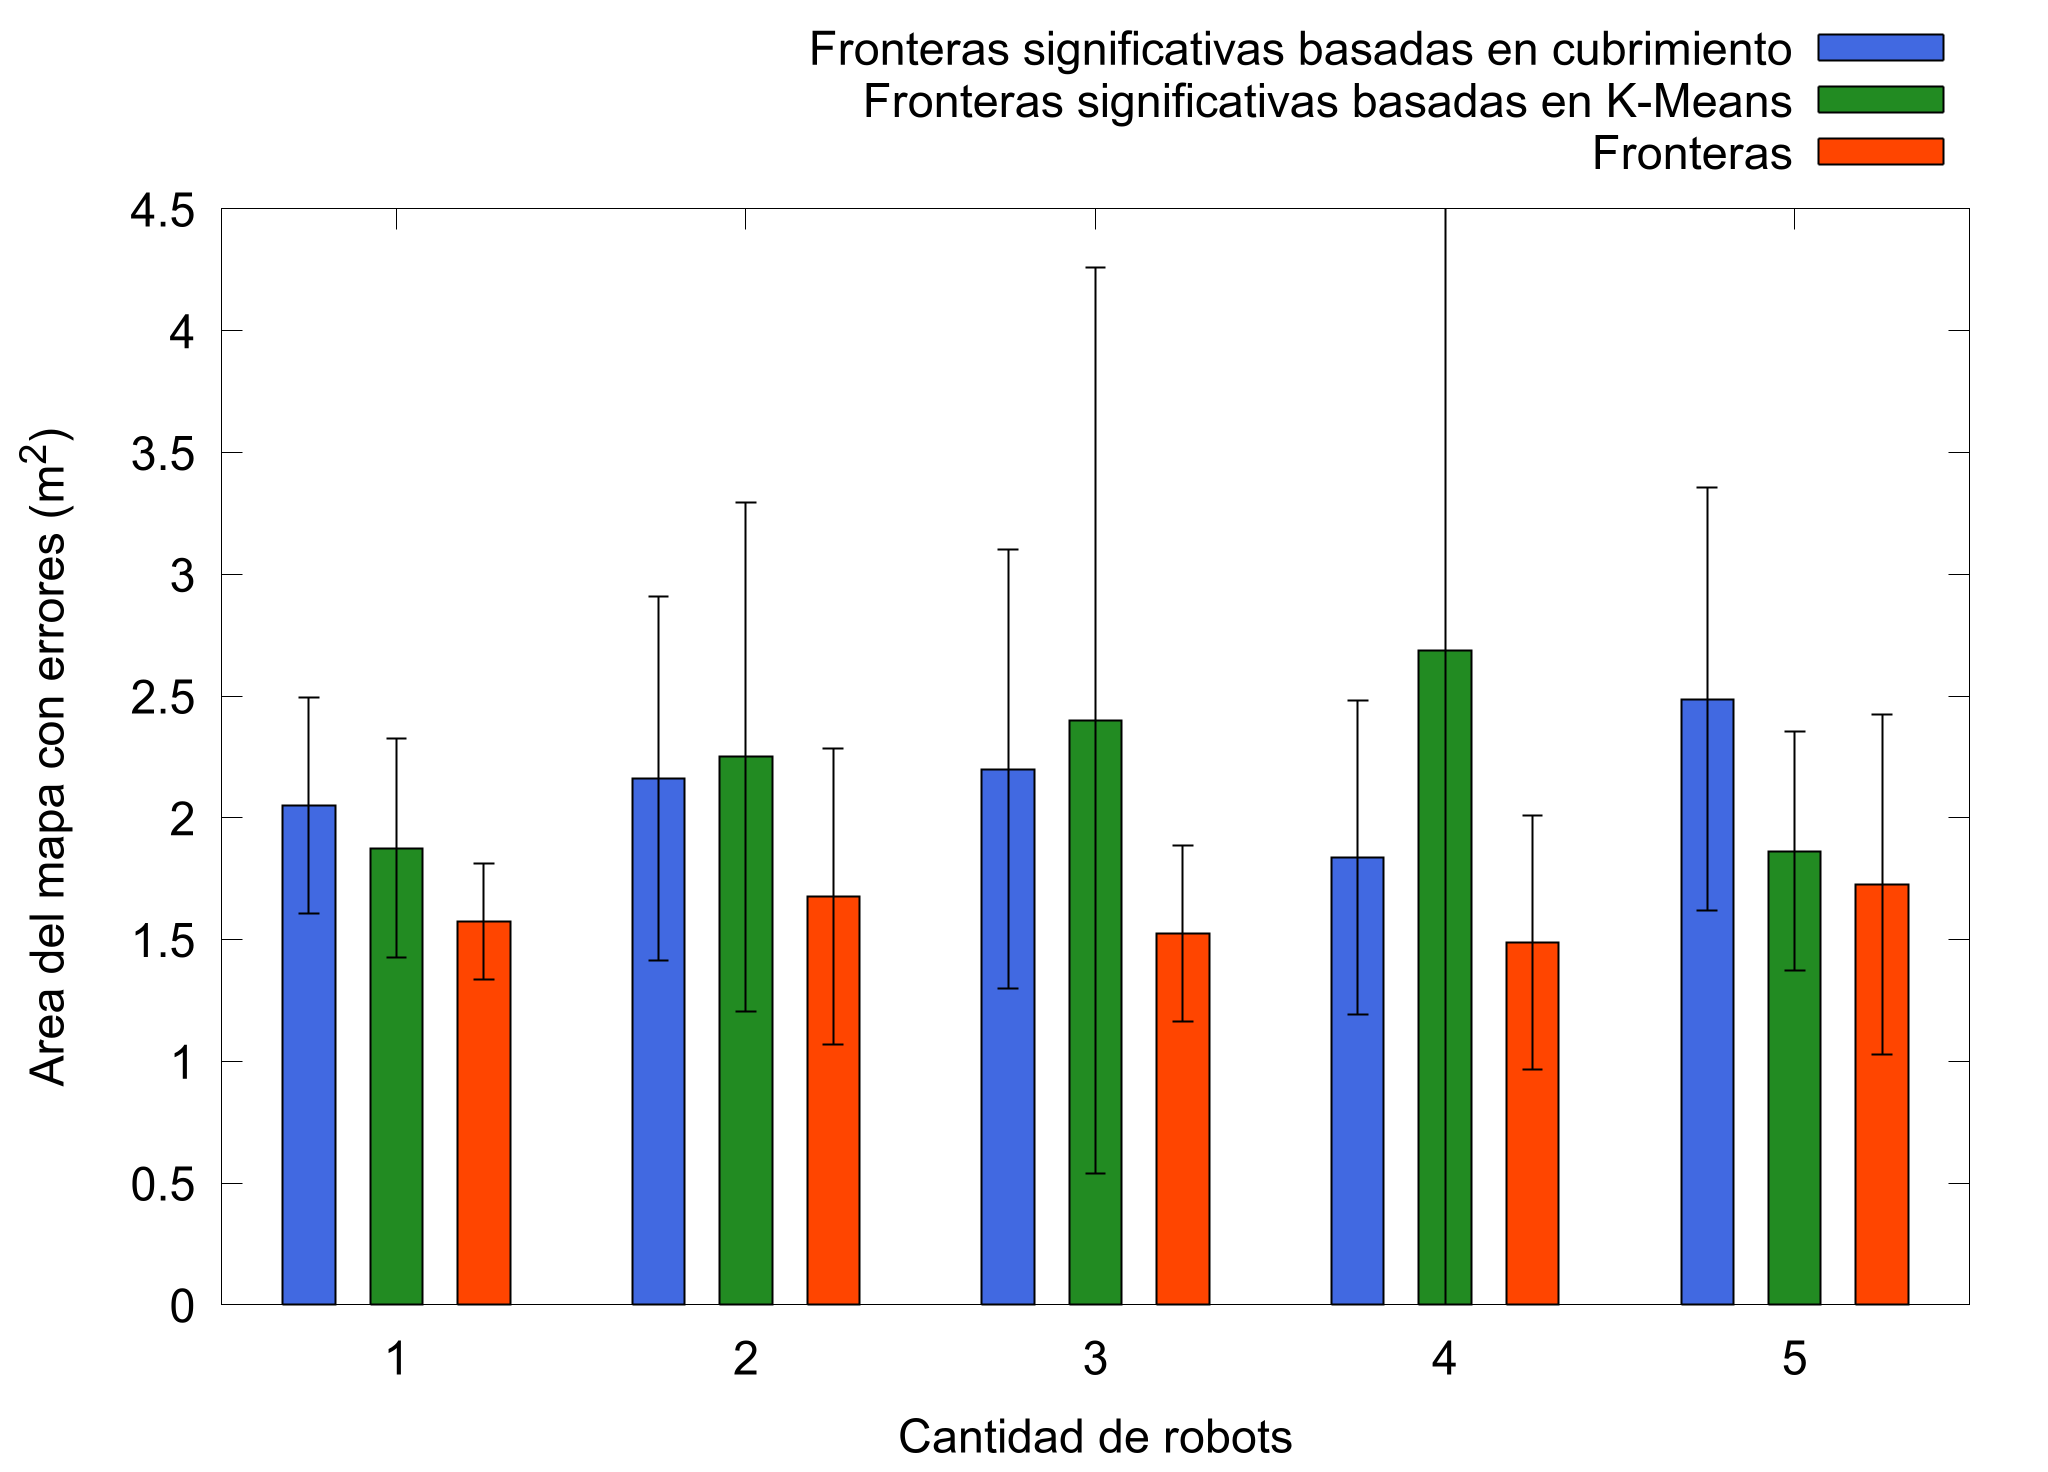 Fronteras significativas basadas en cubrimiento
Fronteras significativas basadas en K-Means
Fronteras
4.5
4
3.5
3
2.5
2
1.5
1
0.5
0
Area del mapa con errores (m²)
1 2 3 4 5
Cantidad de robots